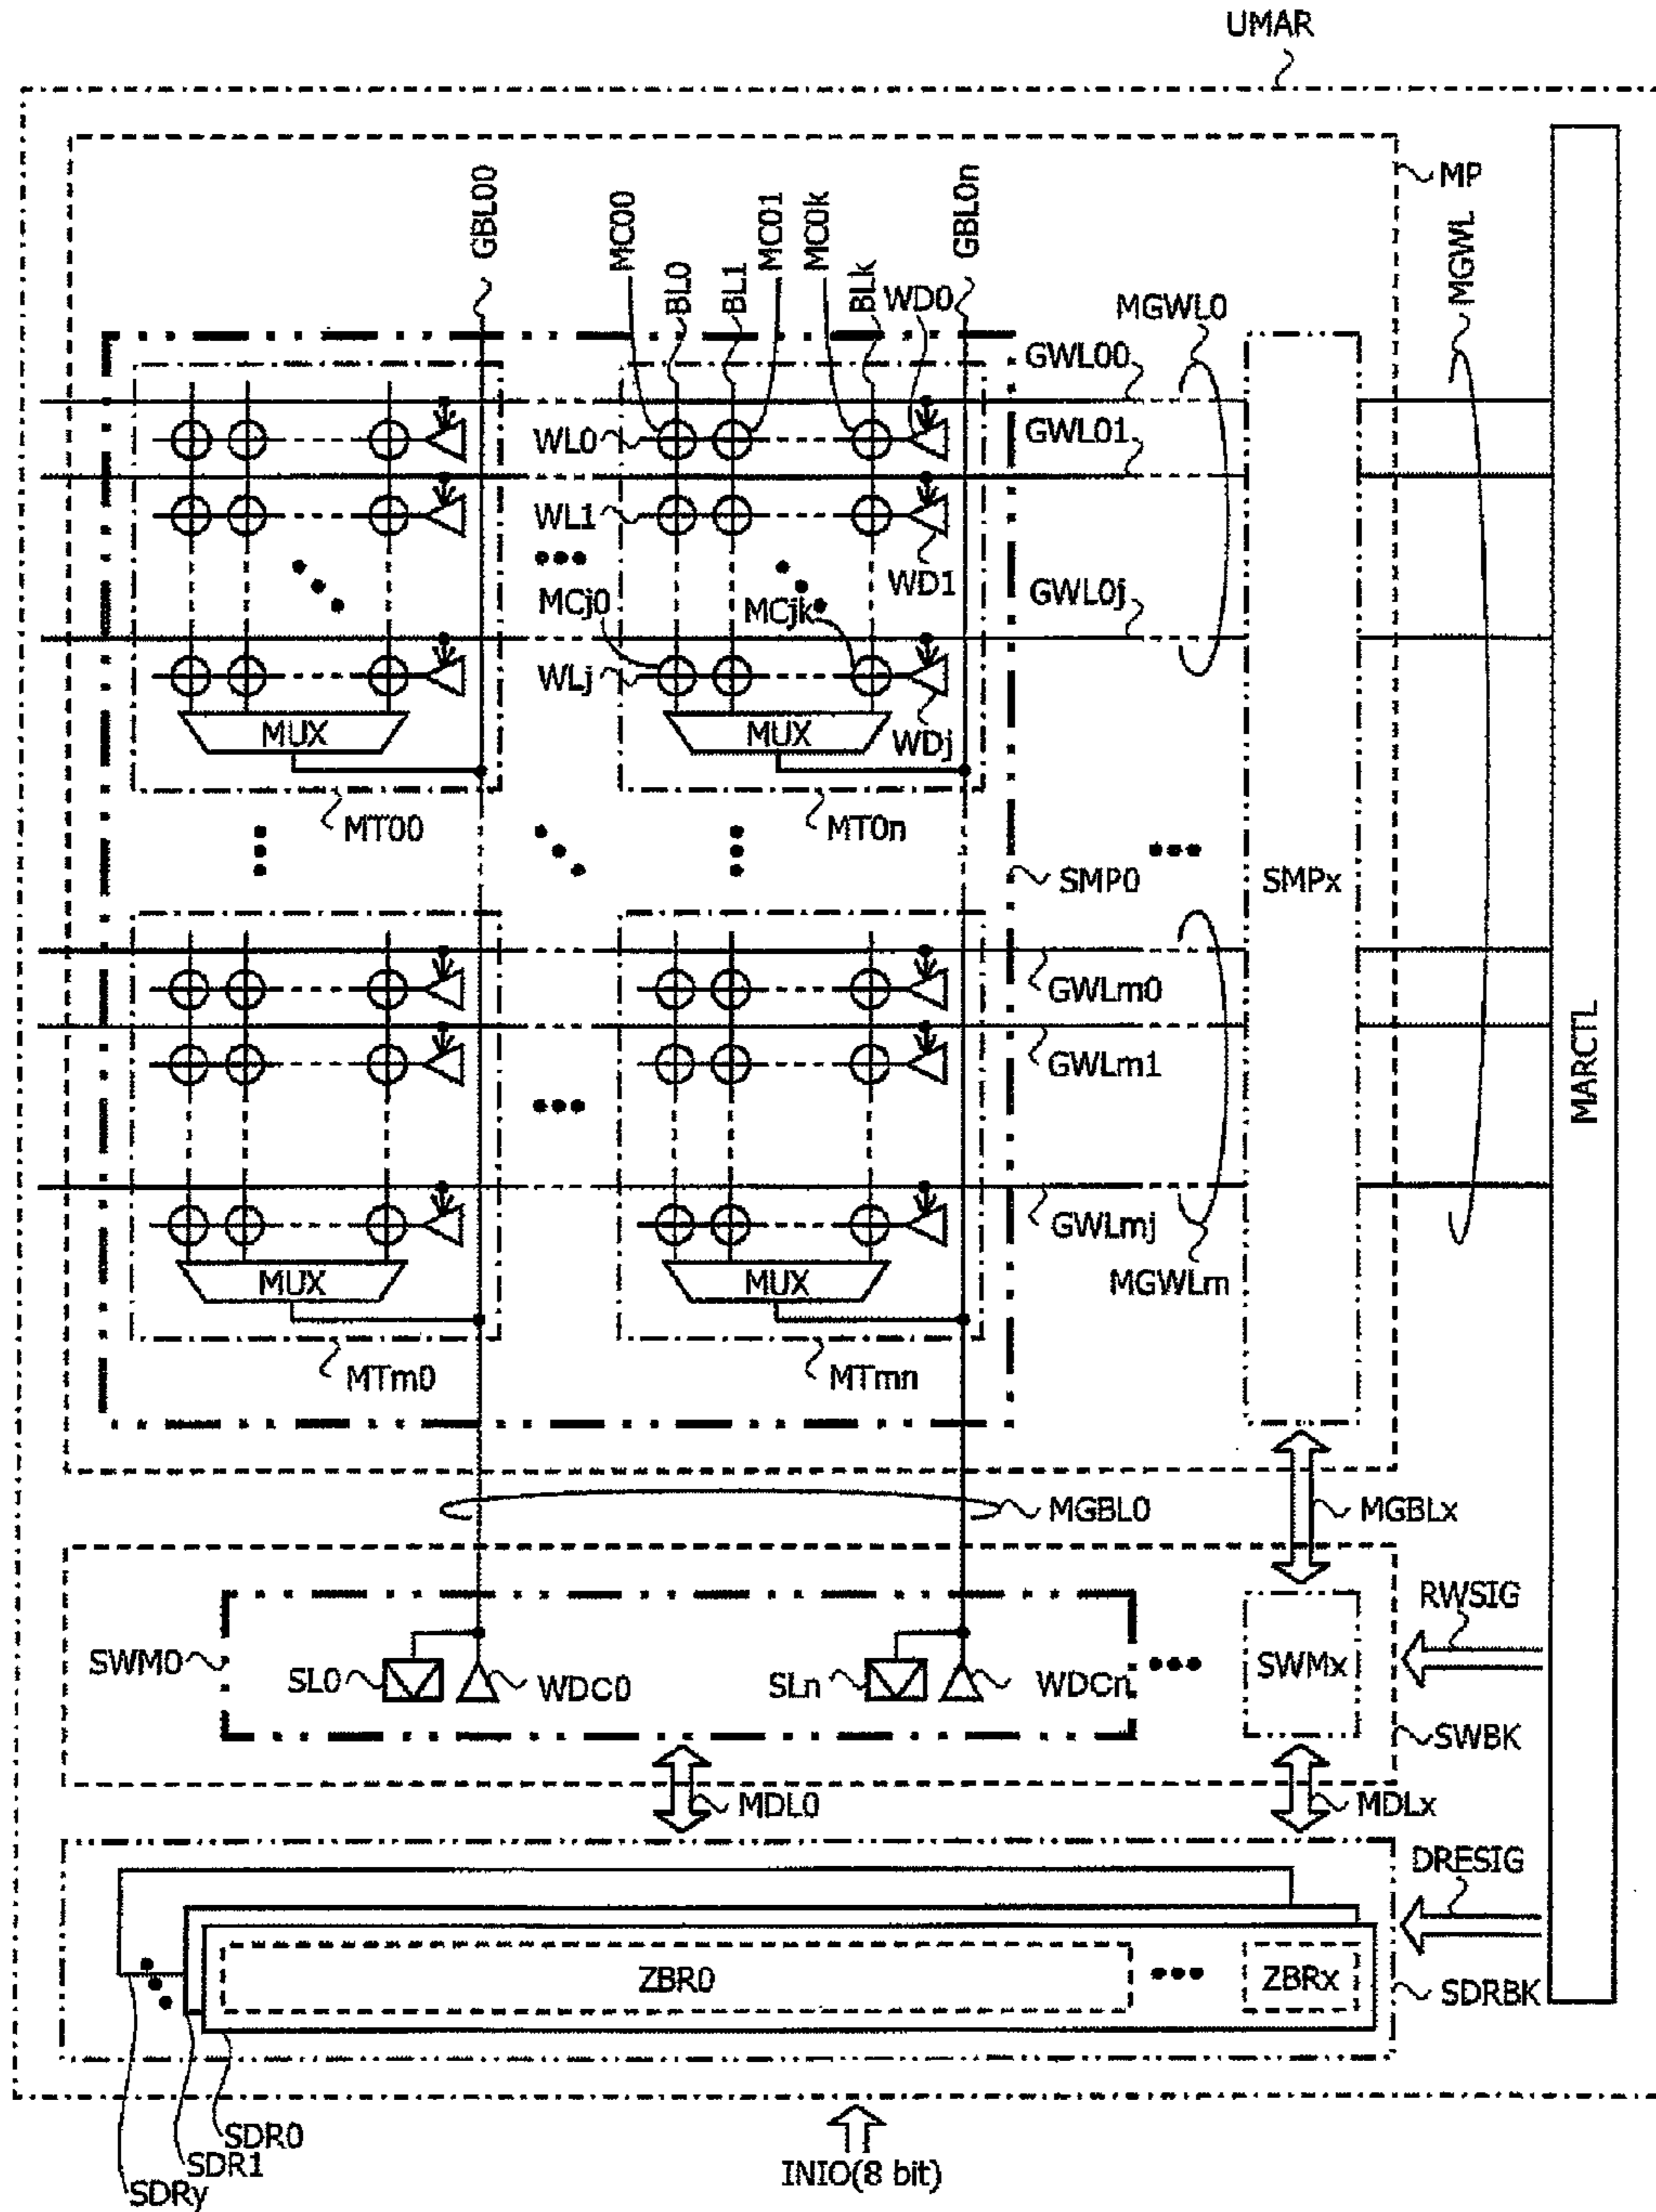 UMAR
MP
GBL00
MC00
BL0
BL1
MC01
MC0k
BLk
WD0
GBL0n
MGWL0
MGWL
GWL00
GWL01
WL0
WL1
WD1
GWL0j
MCj0
MCjk
WLj
WDj
MUX
MUX
MT00
MT0n
SMP0
SMPx
GWLm0
GWLm1
MARCTL
GWLmj
MUX
MUX
MGWLm
MTm0
MTmn
MGBL0
MGBLx
RWSIG
SWM0
SL0
WDC0
SLn
WDCn
SWMx
SWBK
MDL0
MDLx
DRESIG
ZBR0
ZBRx
SDRBK
SDR0
SDR1
SDRy
INIO(8 bit)